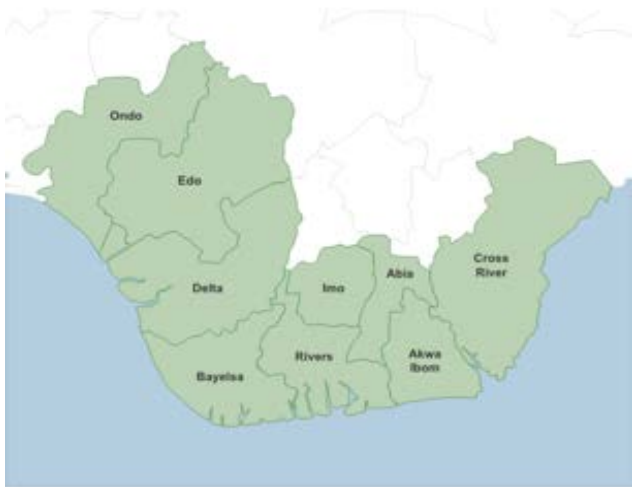 Ondo
Edo
Cross
River
Delta
Imo
Abia
Rivers
Akwa
Ibom
Bayelsa